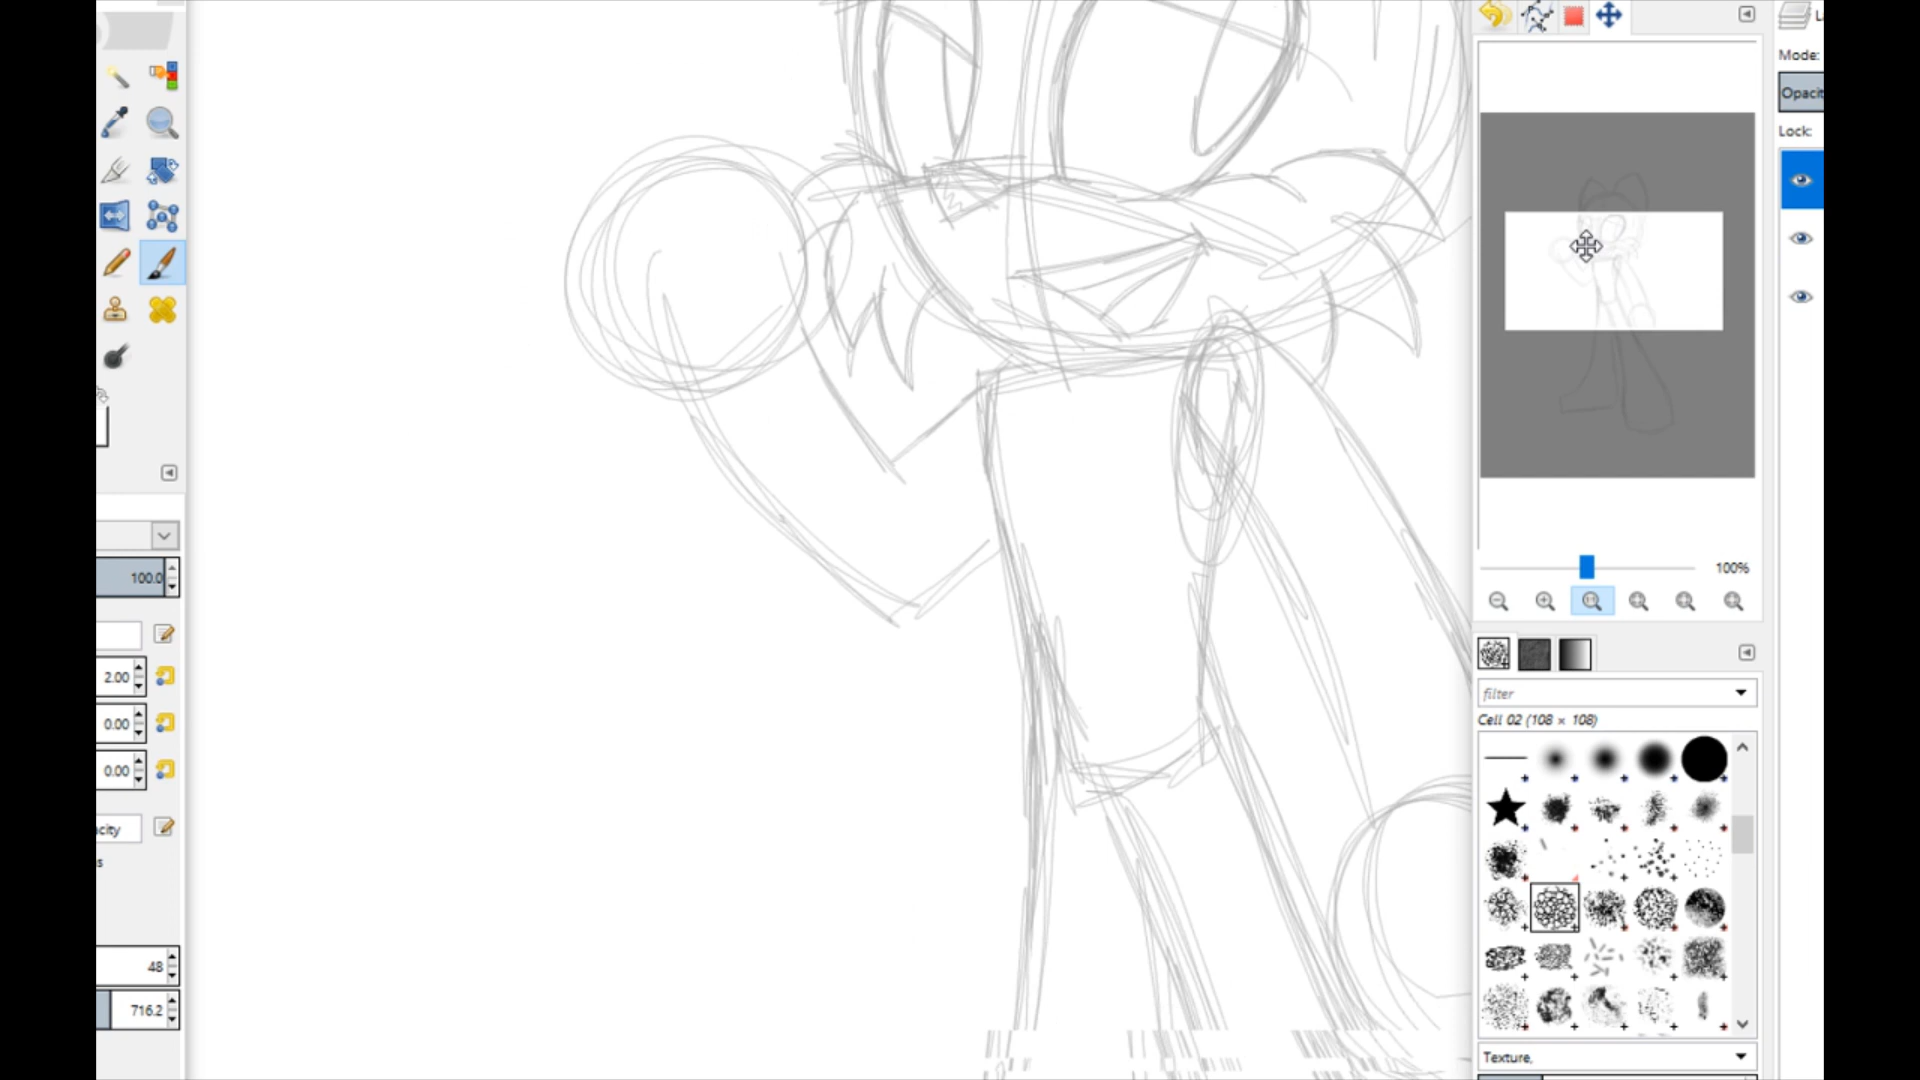 Mode:
Opacit
Lock:
100.0
2.00
0.00
0.00
city
s
48
716.2
100%
filter
Cell 02 (108 × 108)
Texture,